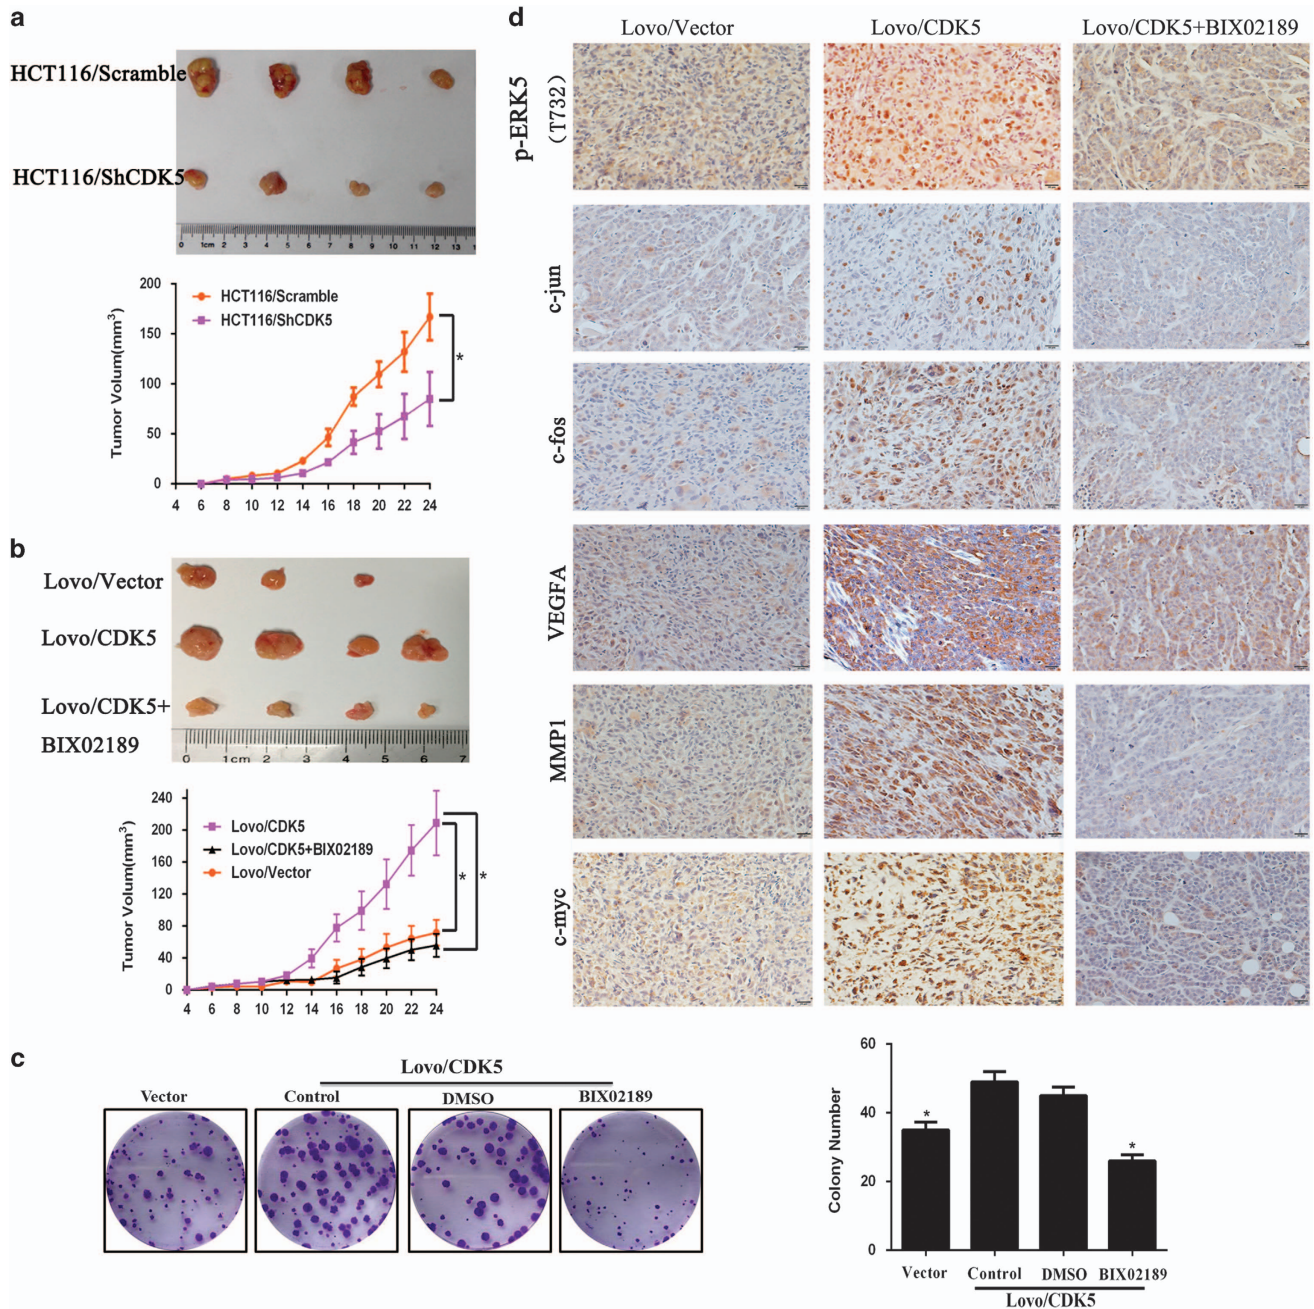 a
HCT116/Scramble
HCT116/ShCDK5
0 1cm 2 3 4 5 6 7 8 9 10 11 12 13
200
150
100
50
0
Tumor Volum(mm³)
HCT116/Scramble
HCT116/ShCDK5
*
4 6 8 10 12 14 16 18 20 22 24
b
Lovo/Vector
Lovo/CDK5
Lovo/CDK5+
BIX02189
0 1cm 2 3 4 5 6 7
240
200
160
120
80
40
0
Tumor Volum(mm³)
Lovo/CDK5
Lovo/CDK5+BIX02189
Lovo/Vector
* *
4 6 8 10 12 14 16 18 20 22 24
c
Lovo/CDK5
Vector Control DMSO BIX02189
60
40
20
0
Colony Number
* *
Vector Control DMSO BIX02189
Lovo/CDK5
d
Lovo/Vector Lovo/CDK5 Lovo/CDK5+BIX02189
p-ERK5
(T732)
c-jun
c-fos
VEGFA
MMP1
c-myc